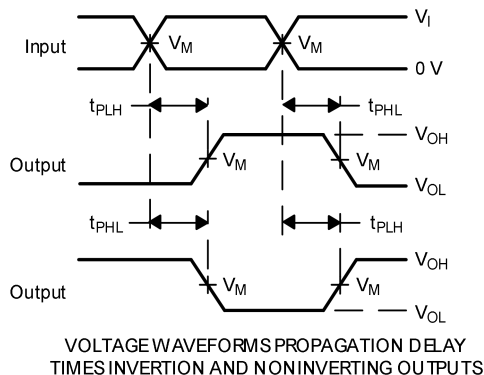 V_I
Input
V_M
V_M
0 V
t_PLH
t_PHL
V_OH
Output
V_M
V_M
V_OL
t_PHL
t_PLH
V_OH
Output
V_M
V_M
V_OL
VOLTAGE WAVEFORMS PROPAGATION DELAY
TIMES INVERTION AND NONINVERTING OUTPUTS